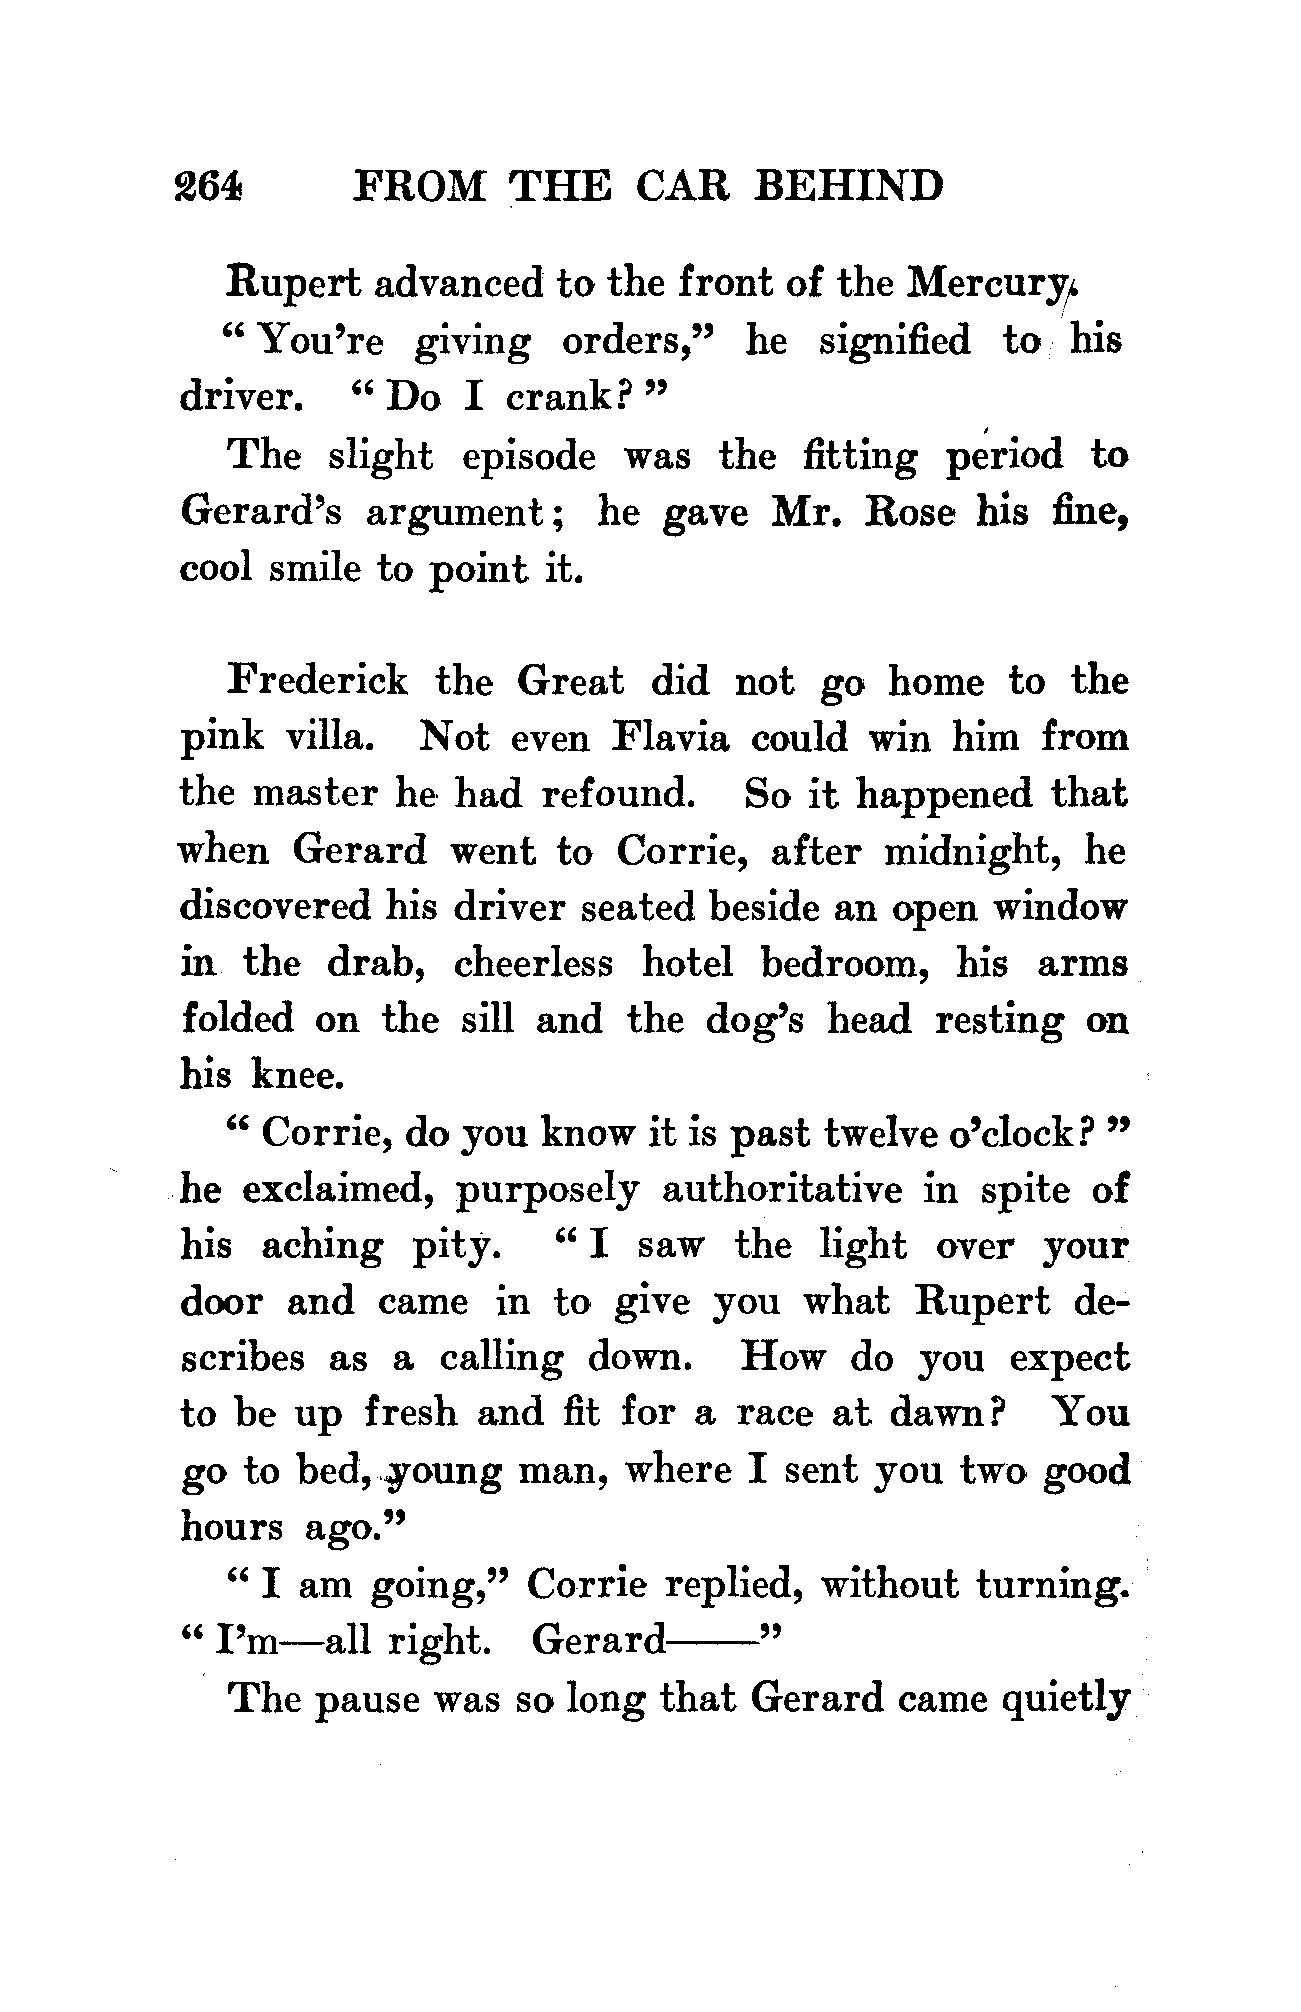 264 FROM THE CAR BEHIND
Rupert advanced to the front of the Mercury.
“ You’re giving orders,” he signified to his
driver. “ Do I crank? ”
The slight episode was the fitting period to
Gerard’s argument; he gave Mr. Rose his fine,
cool smile to point it.
Frederick the Great did not go home to the
pink villa. Not even Flavia could win him from
the master he had refound. So it happened that
when Gerard went to Corrie, after midnight, he
discovered his driver seated beside an open window
in the drab, cheerless hotel bedroom, his arms
folded on the sill and the dog’s head resting on
his knee.
“ Corrie, do you know it is past twelve o’clock? ”
he exclaimed, purposely authoritative in spite of
his aching pity. “ I saw the light over your
door and came in to give you what Rupert de-
scribes as a calling down. How do you expect
to be up fresh and fit for a race at dawn? You
go to bed, young man, where I sent you two good
hours ago.”
“ I am going,” Corrie replied, without turning.
“ I’m—all right. Gerard——”
The pause was so long that Gerard came quietly